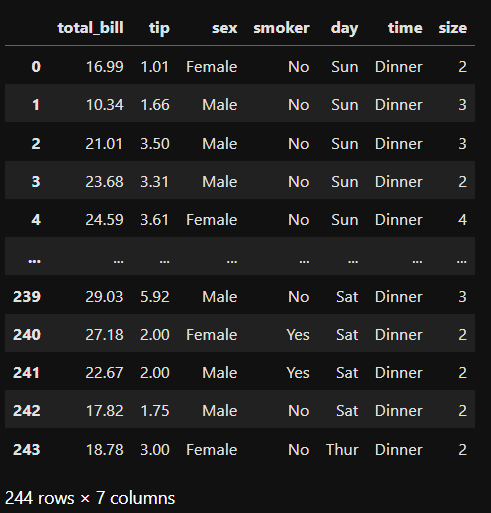 total_bill tip sex smoker day time size
0 16.99 1.01 Female No Sun Dinner 2
1 10.34 1.66 Male No Sun Dinner 3
2 21.01 3.50 Male No Sun Dinner 3
3 23.68 3.31 Male No Sun Dinner 2
4 24.59 3.61 Female No Sun Dinner 4
... ... ... ... ... ... ... ...
239 29.03 5.92 Male No Sat Dinner 3
240 27.18 2.00 Female Yes Sat Dinner 2
241 22.67 2.00 Male Yes Sat Dinner 2
242 17.82 1.75 Male No Sat Dinner 2
243 18.78 3.00 Female No Thur Dinner 2
244 rows × 7 columns